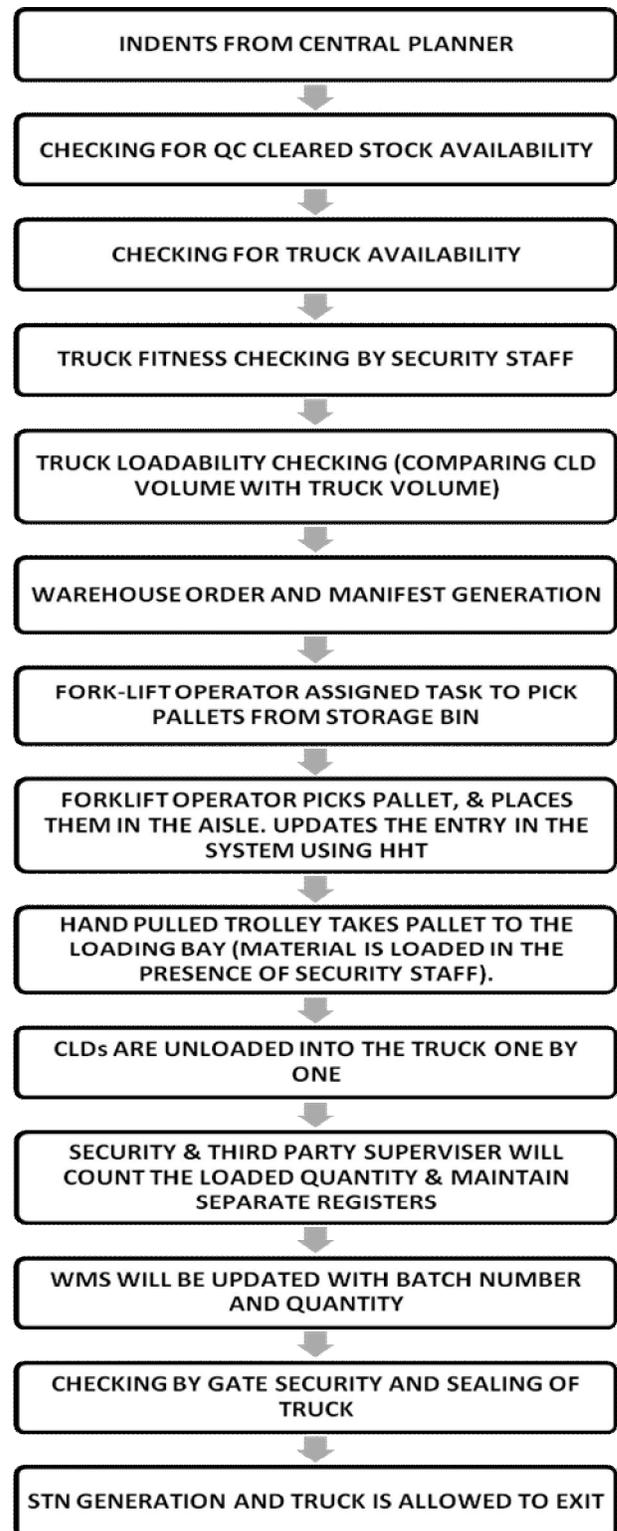 INDENTS FROM CENTRAL PLANNER
CHECKING FOR QC CLEARED STOCK AVAILABILITY
CHECKING FOR TRUCK AVAILABILITY
TRUCK FITNESS CHECKING BY SECURITY STAFF
TRUCK LOADABILITY CHECKING (COMPARING CLD
VOLUME WITH TRUCK VOLUME)
WAREHOUSE ORDER AND MANIFEST GENERATION
FORK-LIFT OPERATOR ASSIGNED TASK TO PICK
PALLETS FROM STORAGE BIN
FORKLIFT OPERATOR PICKS PALLET, & PLACES
THEM IN THE AISLE. UPDATES THE ENTRY IN THE
SYSTEM USING HHT
HAND PULLED TROLLEY TAKES PALLET TO THE
LOADING BAY (MATERIAL IS LOADED IN THE
PRESENCE OF SECURITY STAFF).
CLDs ARE UNLOADED INTO THE TRUCK ONE BY
ONE
SECURITY & THIRD PARTY SUPERVISER WILL
COUNT THE LOADED QUANTITY & MAINTAIN
SEPARATE REGISTERS
WMS WILL BE UPDATED WITH BATCH NUMBER
AND QUANTITY
CHECKING BY GATE SECURITY AND SEALING OF
TRUCK
STN GENERATION AND TRUCK IS ALLOWED TO EXIT